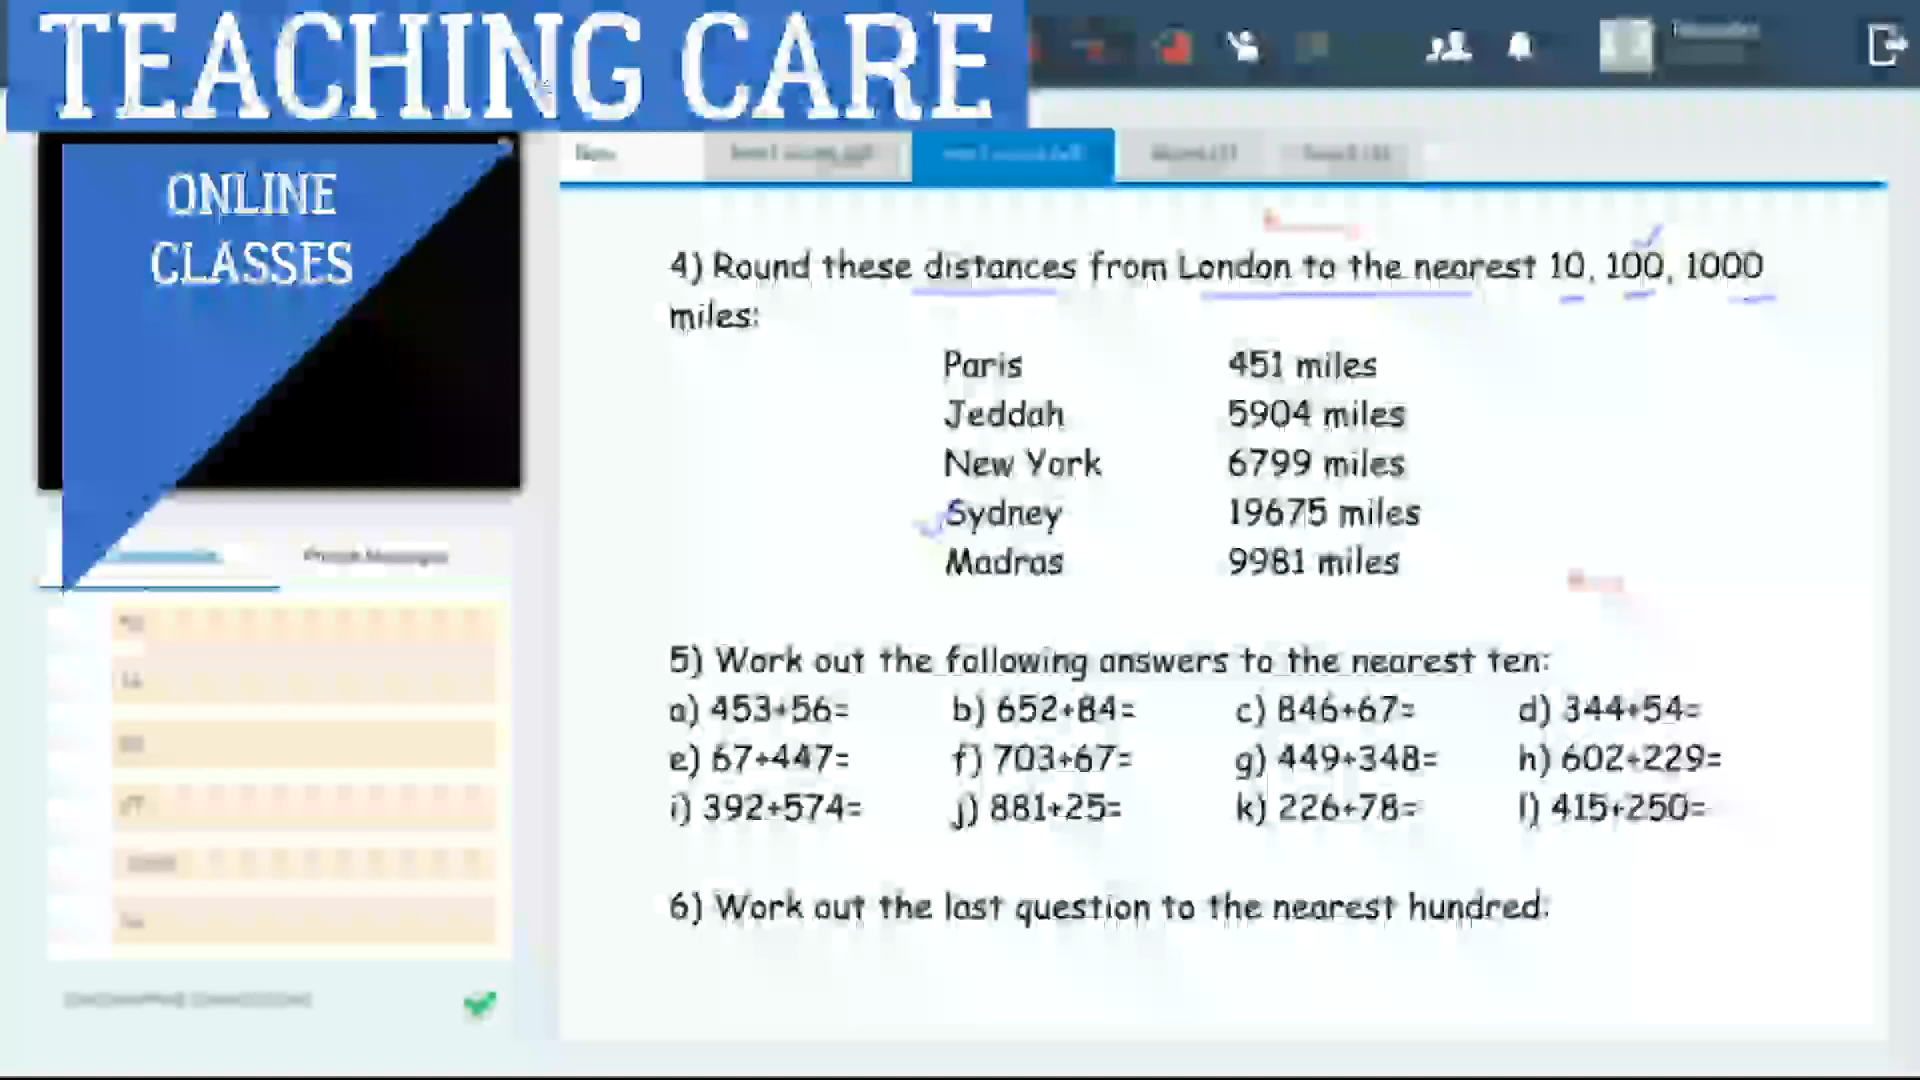 TEACHING CARE
ONLINE
CLASSES
4) Round these distances from London to the nearest 10, 100, 1000
miles:
Paris 451 miles
Jeddah 5904 miles
New York 6799 miles
Sydney 19675 miles
Madras 9981 miles
5) Work out the following answers to the nearest ten:
a) 453+56= b) 652+84= c) 846+67= d) 344+54=
e) 67+447= f) 703+67= g) 449+348= h) 602+229=
i) 392+574= j) 881+25= k) 226+78= l) 415+250=
6) Work out the last question to the nearest hundred: